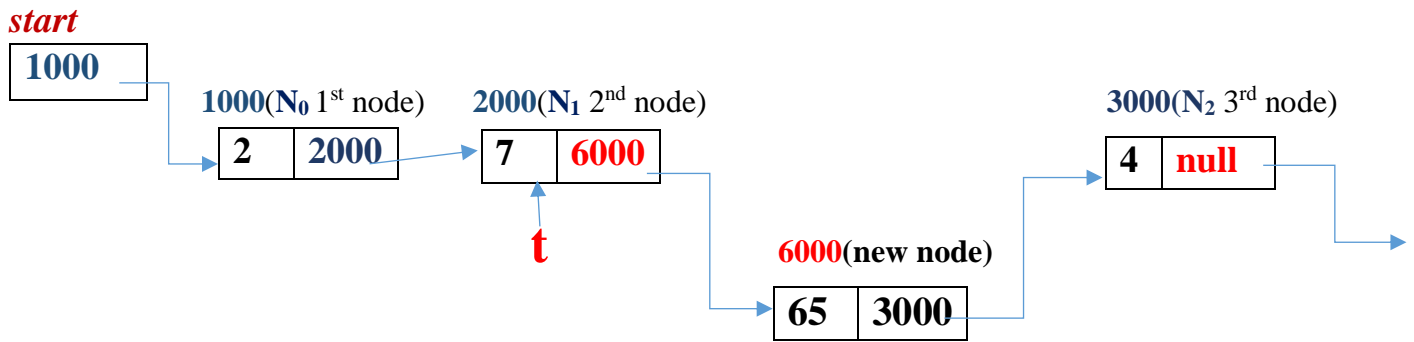 start
1000
1000(N₀ 1ˢᵗ node) 2000(N₁ 2ⁿᵈ node) 3000(N₂ 3ʳᵈ node)
2 2000 7 6000 4 null
t
6000(new node)
65 3000